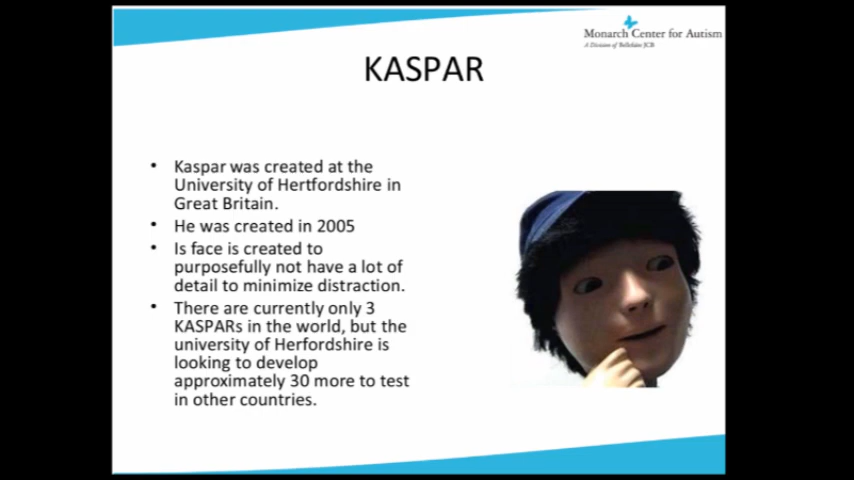 Monarch Center for Autism
A Division of Bellefaire JCB
KASPAR
• Kaspar was created at the
University of Hertfordshire in
Great Britain.
• He was created in 2005
• Is face is created to
purposefully not have a lot of
detail to minimize distraction.
• There are currently only 3
KASPARs in the world, but the
university of Herfordshire is
looking to develop
approximately 30 more to test
in other countries.